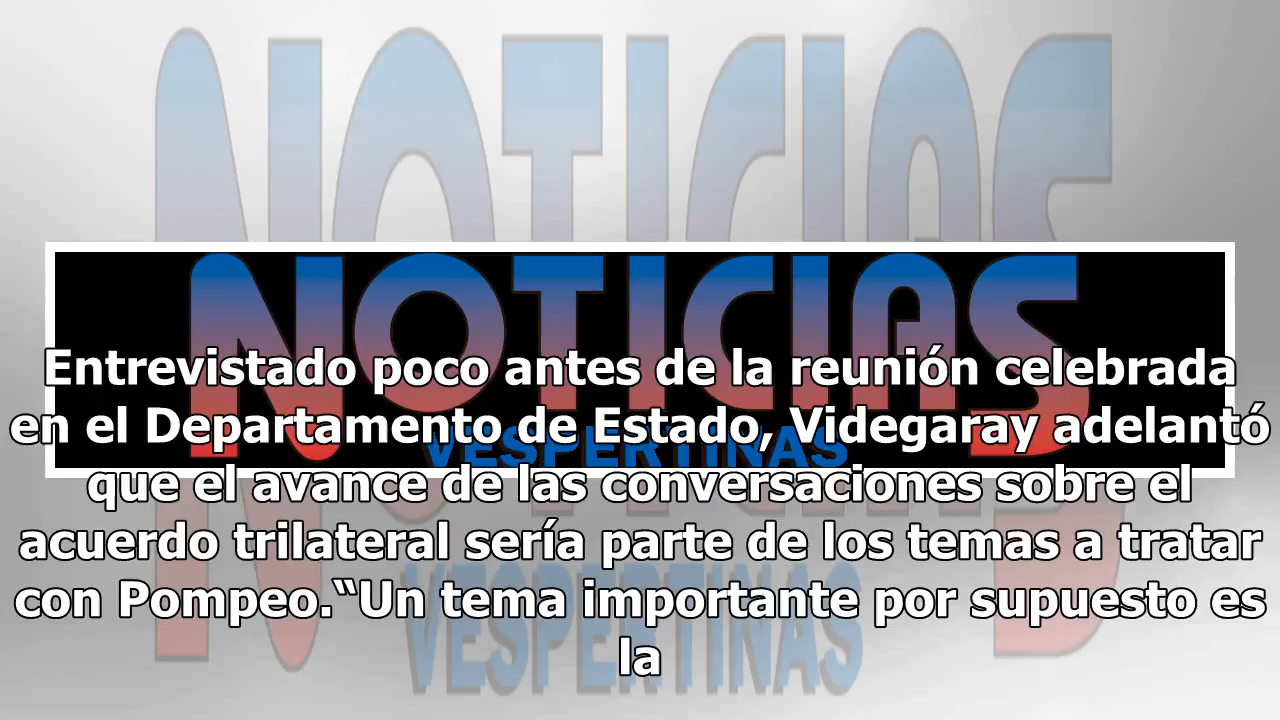 NOTICIAS
VESPERTINAS
Entrevistado poco antes de la reunión celebrada
en el Departamento de Estado, Videgaray adelantó
que el avance de las conversaciones sobre el
acuerdo trilateral sería parte de los temas a tratar
con Pompeo.“Un tema importante por supuesto es
la
NOTICIAS
VESPERTINAS